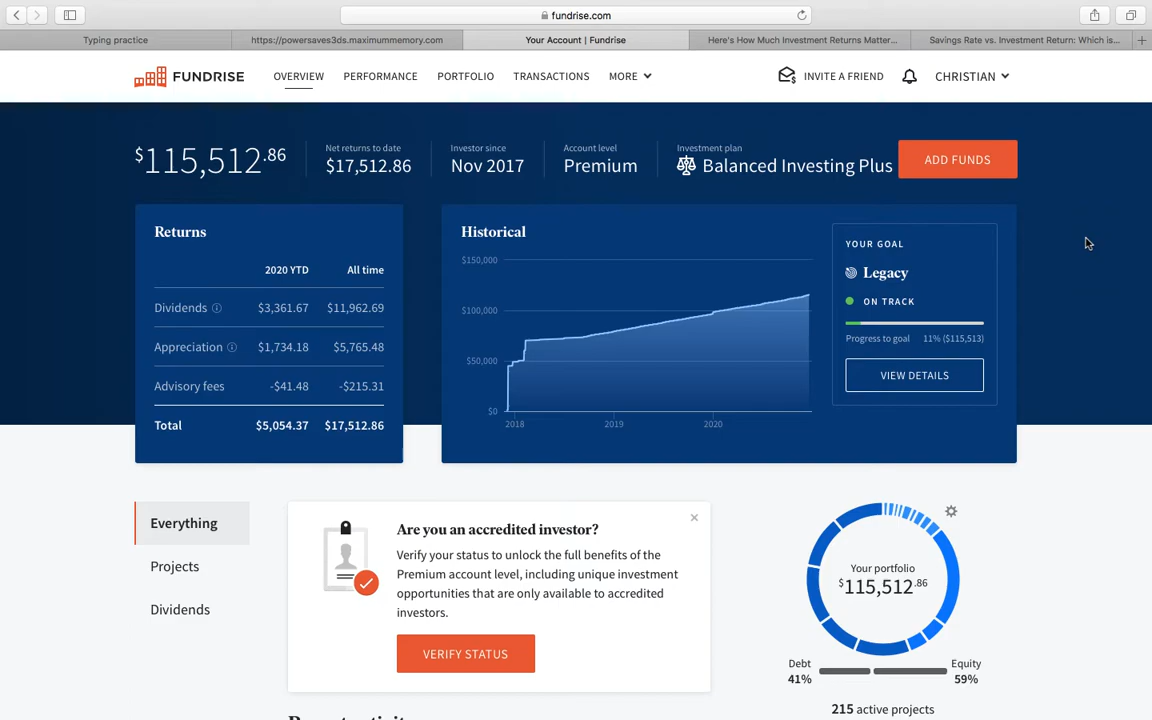 fundrise.com
Typing practice
https://powersaves3ds.maximummemory.com
Your Account | Fundrise
Here's How Much Investment Returns Matter...
Savings Rate vs. Investment Return: Which is...
FUNDRISE
OVERVIEW
PERFORMANCE
PORTFOLIO
TRANSACTIONS
MORE
INVITE A FRIEND
CHRISTIAN
$115,512.86
Net returns to date
$17,512.86
Investor since
Nov 2017
Account level
Premium
Investment plan
Balanced Investing Plus
ADD FUNDS
Returns
2020 YTD All time
Dividends $3,361.67 $11,962.69
Appreciation $1,734.18 $5,765.48
Advisory fees -$41.48 -$215.31
Total $5,054.37 $17,512.86
Historical
$150,000
$100,000
$50,000
$0
2018 2019 2020
YOUR GOAL
Legacy
ON TRACK
Progress to goal 11% ($115,513)
VIEW DETAILS
Everything
Projects
Dividends
Are you an accredited investor?
Verify your status to unlock the full benefits of the
Premium account level, including unique investment
opportunities that are only available to accredited
investors.
VERIFY STATUS
Your portfolio
$115,512.86
Debt
41%
Equity
59%
215 active projects